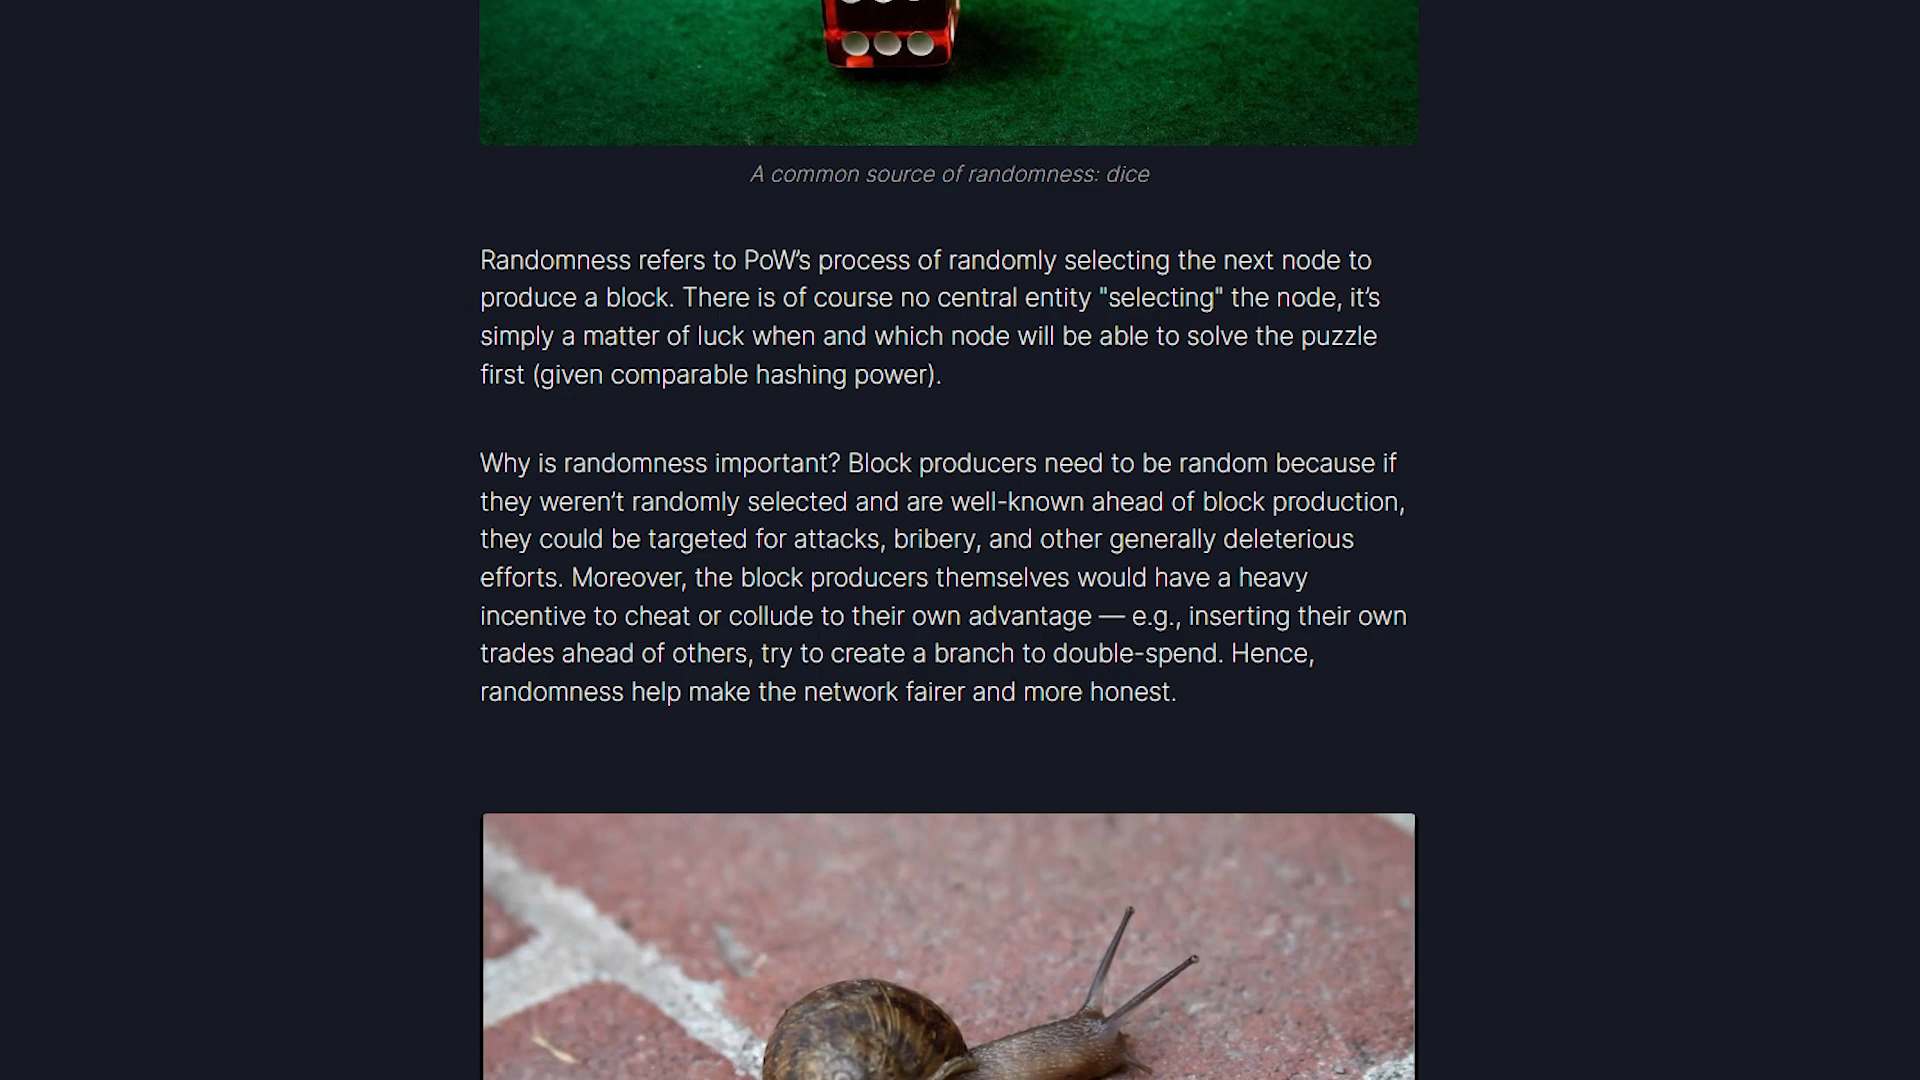 A common source of randomness: dice
Randomness refers to PoW’s process of randomly selecting the next node to
produce a block. There is of course no central entity "selecting" the node, it’s
simply a matter of luck when and which node will be able to solve the puzzle
first (given comparable hashing power).
Why is randomness important? Block producers need to be random because if
they weren’t randomly selected and are well-known ahead of block production,
they could be targeted for attacks, bribery, and other generally deleterious
efforts. Moreover, the block producers themselves would have a heavy
incentive to cheat or collude to their own advantage — e.g., inserting their own
trades ahead of others, try to create a branch to double-spend. Hence,
randomness help make the network fairer and more honest.